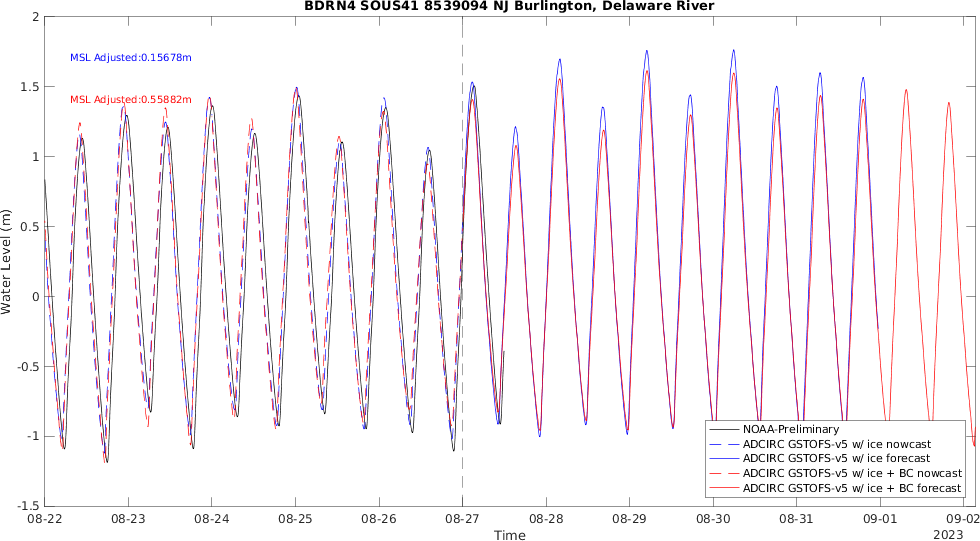 BDRN4 SOUS41 8539094 NJ Burlington, Delaware River
2
MSL Adjusted:0.15678m
1.5
MSL Adjusted:0.55882m
1
0.5
Water Level (m)
0
-0.5
-1
NOAA-Preliminary
ADCIRC GSTOFS-v5 w/ ice nowcast
ADCIRC GSTOFS-v5 w/ ice forecast
ADCIRC GSTOFS-v5 w/ ice + BC nowcast
ADCIRC GSTOFS-v5 w/ ice + BC forecast
-1.5
08-22 08-23 08-24 08-25 08-26 08-27 08-28 08-29 08-30 08-31 09-01 09-02
Time
2023